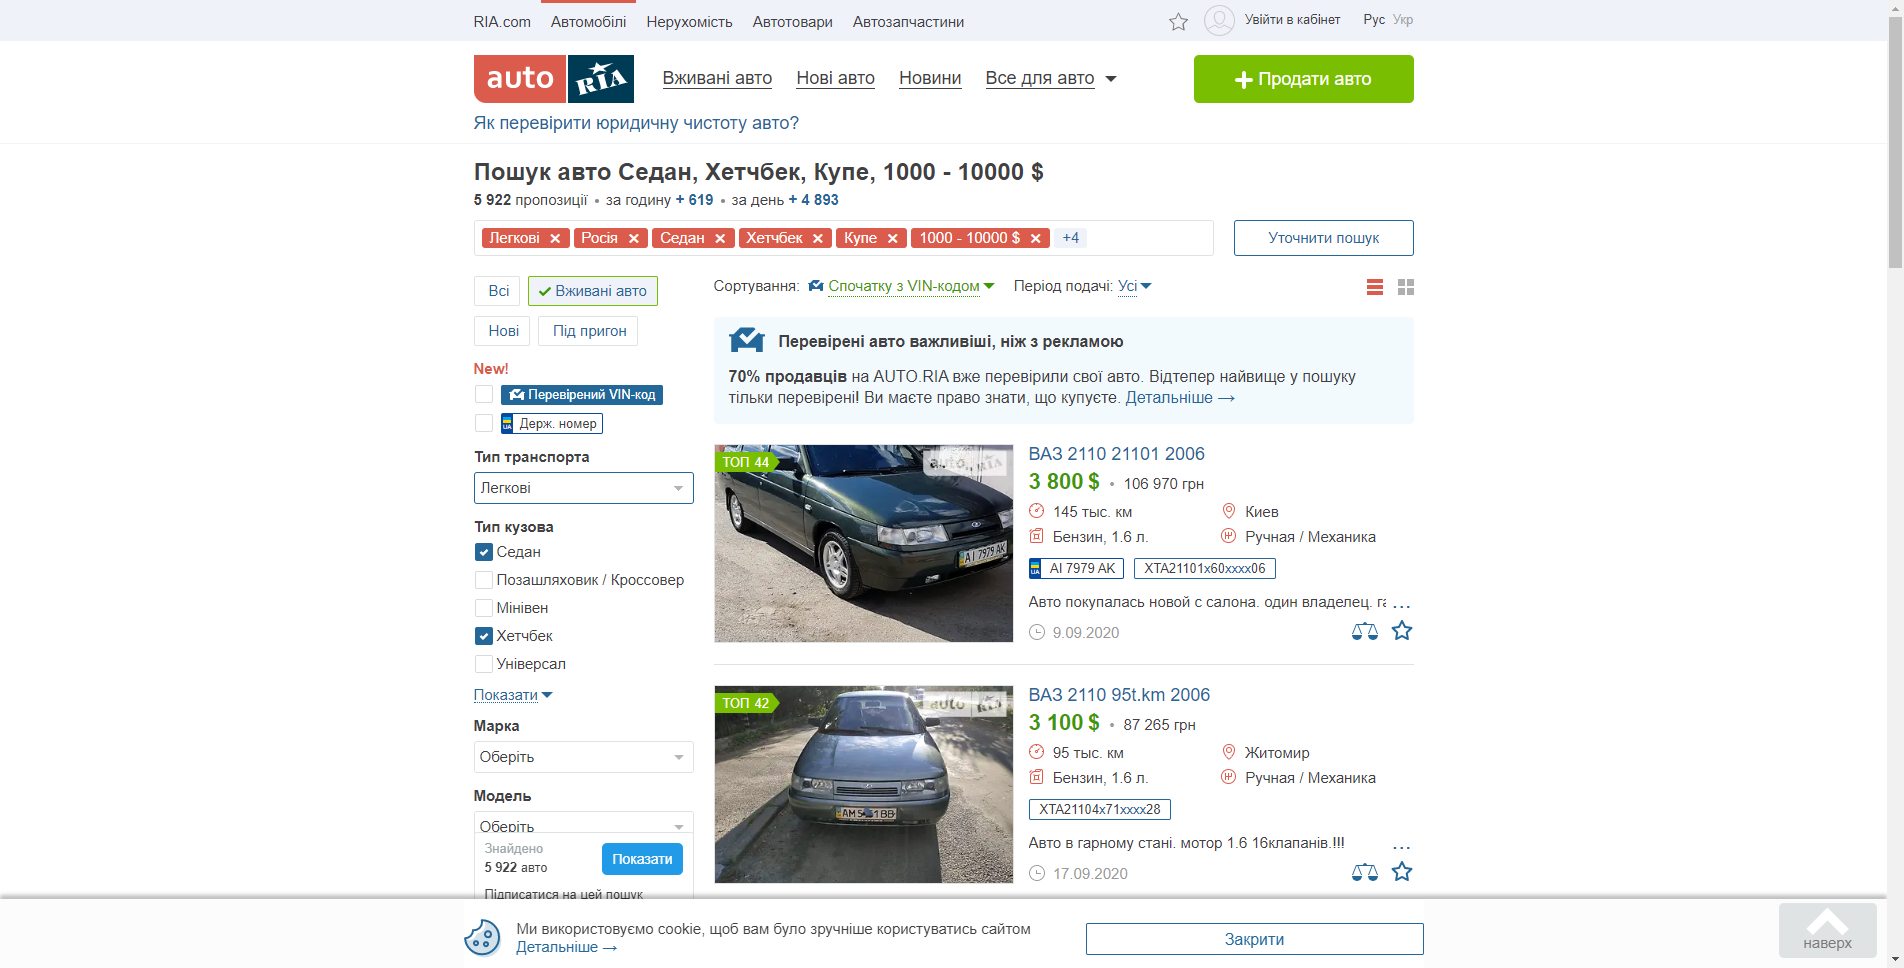 RIA.com Автомобілі Нерухомість Автотовари Автозапчастини Увійти в кабінет Рус Укр
auto RIA Вживані авто Нові авто Новини Все для авто Продати авто
Як перевірити юридичну чистоту авто?
Пошук авто Седан, Хетчбек, Купе, 1000 - 10000 $
5 922 пропозиції • за годину + 619 • за день + 4 893
Легкові × Росія × Седан × Хетчбек × Купе × 1000 - 10000 $ × +4 Уточнити пошук
Всі Вживані авто
Нові Під пригон
New!
Перевірений VIN-код
UA Держ. номер
Тип транспорта
Легкові
Тип кузова
Седан
Позашляховик / Кроссовер
Мінівен
Хетчбек
Універсал
Показати
Марка
Оберіть
Модель
Оберіть
Знайдено
5 922 авто
Показати
Підписатися на цей пошук
Сортування: Спочатку з VIN-кодом Період подачі: Усі
Перевірені авто важливіші, ніж з рекламою
70% продавців на AUTO.RIA вже перевірили свої авто. Відтепер найвище у пошуку
тільки перевірені! Ви маєте право знати, що купуєте. Детальніше →
ТОП 44
auto RIA
AI 7979 AK
ВАЗ 2110 21101 2006
3 800 $ • 106 970 грн
145 тыс. км Киев
Бензин, 1.6 л. Ручная / Механика
UA AI 7979 AK XTA21101x60xxxx06
Авто покупалась новой с салона. один владелец. га ...
9.09.2020
ТОП 42
auto RIA
ВАЗ 2110 95t.km 2006
3 100 $ • 87 265 грн
95 тыс. км Житомир
Бензин, 1.6 л. Ручная / Механика
XTA21104x71xxxx28
Авто в гарному стані. мотор 1.6 16клапанів.!!! ...
17.09.2020
Ми використовуємо cookie, щоб вам було зручніше користуватись сайтом
Детальніше →
Закрити
наверх